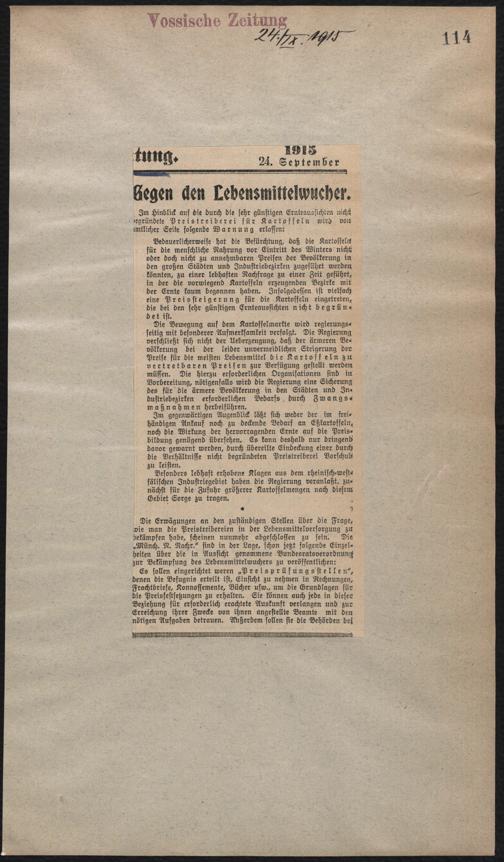 Vossische Zeitung
24./IX. 1915
114
tung.
1915
24. September
Gegen den Lebensmittelwucher.
Im Hinblick auf die durch die sehr günstigen Ernteaussichten nicht
egründete Preistreiberei für Kartoffeln wird von
mtlicher Seite folgende Warnung erlassen:
Bedauerlicherweise hat die Befürchtung, daß die Kartoffeln
für die menschliche Nahrung vor Eintritt des Winters nicht
oder doch nicht zu annehmbaren Preisen der Bevölkerung in
den großen Städten und Industriebezirken zugeführt werden
könnten, zu einer lebhaften Nachfrage zu einer Zeit geführt,
in der die vorwiegend Kartoffeln erzeugenden Bezirke mit
der Ernte kaum begonnen haben. Infolgedessen ist vielfach
eine Preissteigerung für die Kartoffeln eingetreten,
die bei den sehr günstigen Ernteaussichten nicht begrün-
det ist.
Die Bewegung auf dem Kartoffelmarkte wird regierungs-
seitig mit besonderer Aufmerksamkeit verfolgt. Die Regierung
verschließt sich nicht der Ueberzeugung, daß der ärmeren Be-
völkerung bei der leider unvermeidlichen Steigerung der
Preise für die meisten Lebensmittel die Kartoffeln zu
vertretbaren Preisen zur Verfügung gestellt werden
müssen. Die hierzu erforderlichen Organisationen sind in
Vorbereitung, nötigenfalls wird die Regierung eine Sicherung
des für die ärmere Bevölkerung in den Städten und In-
dustriebezirken erforderlichen Bedarfs durch Zwangs-
maßnahmen herbeiführen.
Im gegenwärtigen Augenblick läßt sich weder der im frei-
händigen Ankauf noch zu deckende Bedarf an Eßkartoffeln,
noch die Wirkung der hervorragenden Ernte auf die Preis-
bildung genügend übersehen. Es kann deshalb nur dringend
davor gewarnt werden, durch übereilte Eindeckung einer durch
die Verhältnisse nicht begründeten Preistreiberei Vorschub
zu leisten.
Besonders lebhaft erhobene Klagen aus dem rheinisch-west-
fälischen Industriegebiet haben die Regierung veranlaßt, zu-
nächst für die Zufuhr größerer Kartoffelmengen nach diesem
Gebiet Sorge zu tragen.
*
Die Erwägungen an den zuständigen Stellen über die Frage,
wie man die Preistreibereien in der Lebensmittelversorgung zu
bekämpfen habe, scheinen nunmehr abgeschlossen zu sein. Die
„Münch. N. Nachr." sind in der Lage, schon jetzt folgende Einzel-
heiten über die in Aussicht genommene Bundesratsverordnung
zur Bekämpfung des Lebensmittelwuchers zu veröffentlichen:
Es sollen eingerichtet weren „Preisprüfungsstellen",
denen die Befugnis erteilt ist, Einsicht zu nehmen in Rechnungen,
Frachtbriefe, Konnossemente, Bücher usw., um die Grundlagen für
die Preisfestsetzungen zu erhalten. Sie können auch jede in dieser
Beziehung für erforderlich erachtete Auskunft verlangen und zur
Erreichung ihrer Zwecke von ihnen angestellte Beamte mit den
nötigen Aufgaben betrauen. Außerdem sollen sie die Behörden bei